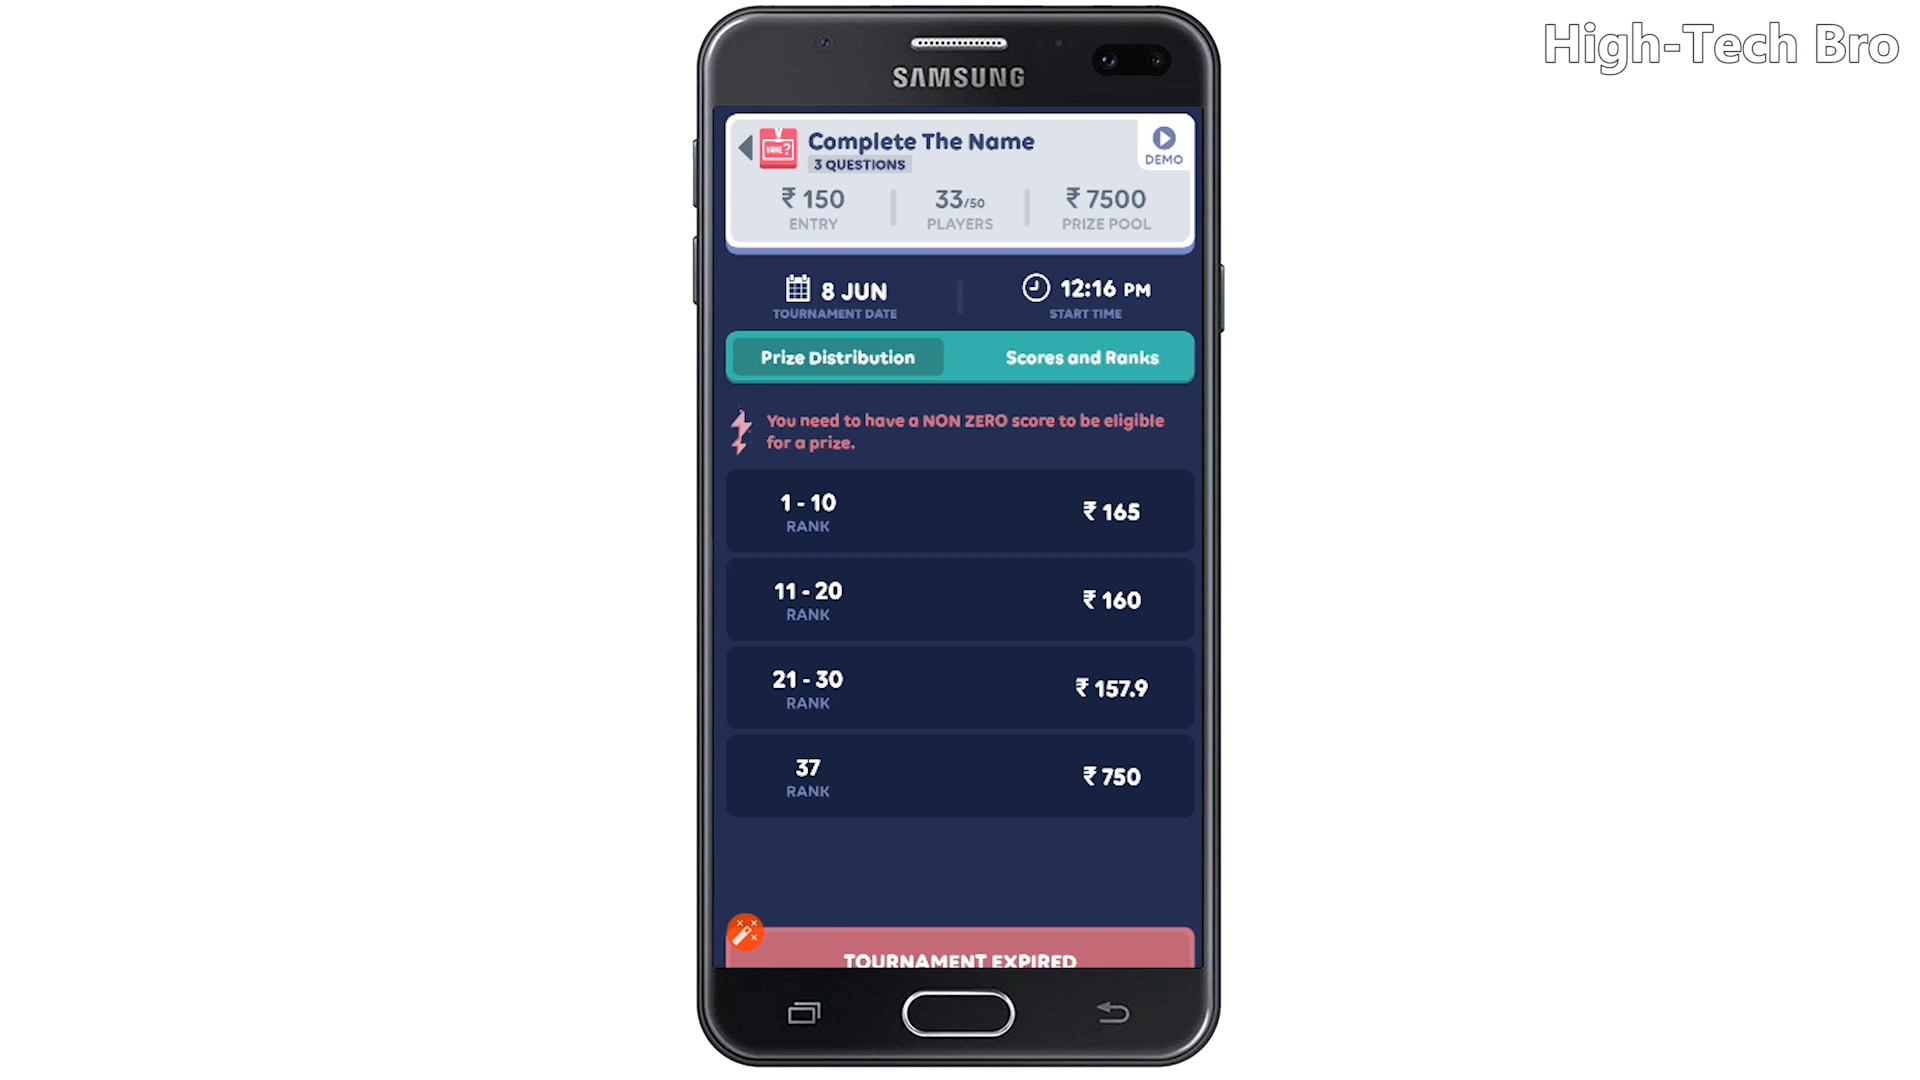 High-Tech Bro
SAMSUNG
NAME?
Complete The Name
3 QUESTIONS
DEMO
₹ 150
33/50
₹ 7500
ENTRY
PLAYERS
PRIZE POOL
8 JUN
12:16 PM
TOURNAMENT DATE
START TIME
Prize Distribution
Scores and Ranks
You need to have a NON ZERO score to be eligible
for a prize.
1 - 10
RANK
₹ 165
11 - 20
RANK
₹ 160
21 - 30
RANK
₹ 157.9
37
RANK
₹ 750
TOURNAMENT EXPIRED